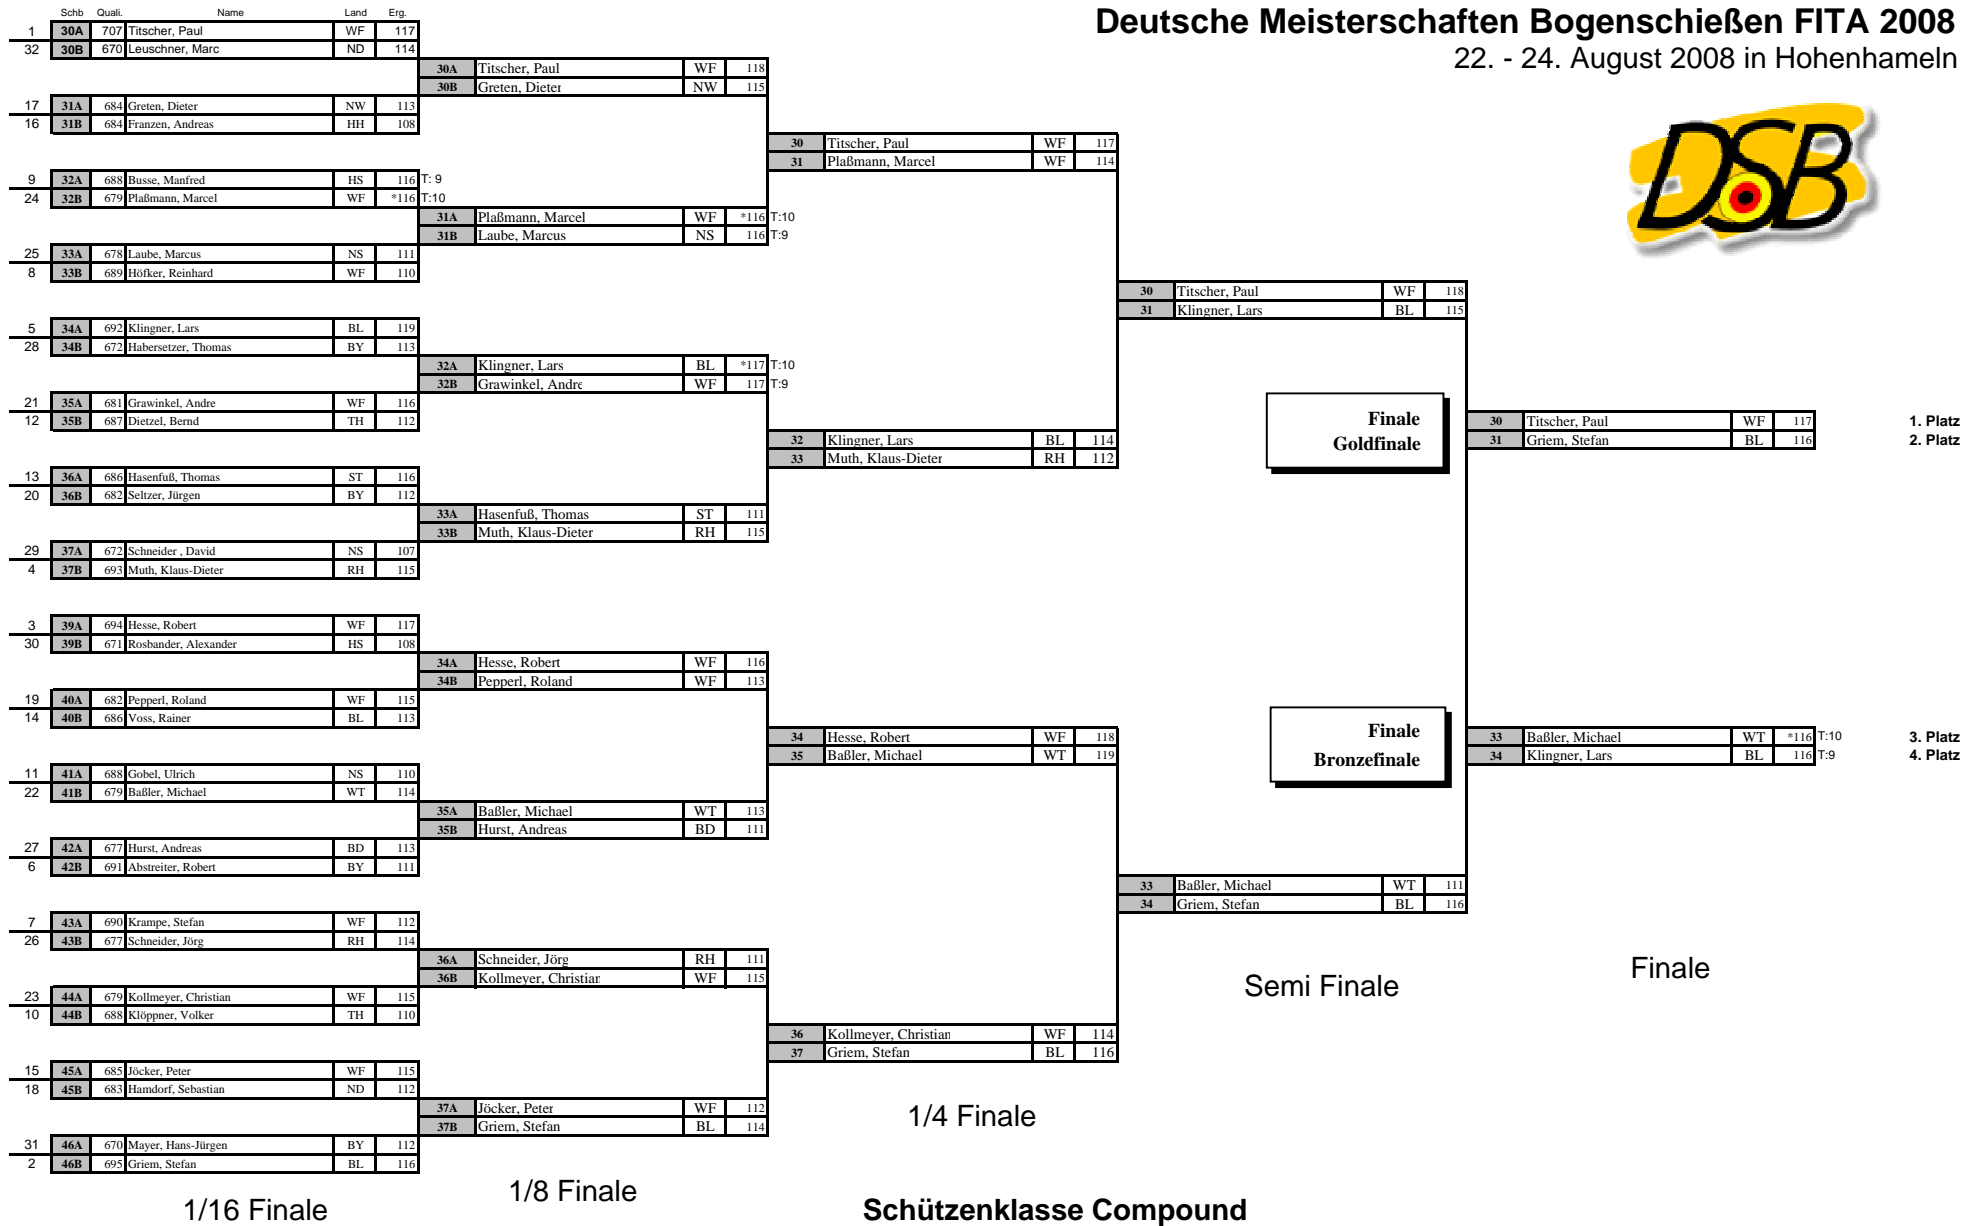 Deutsche Meisterschaften Bogenschießen FITA 2008
22. - 24. August 2008 in Hohenhameln
DSB
Schb Quali. Name Land Erg.
1 30A 707 Titscher, Paul WF 117
32 30B 670 Leuschner, Marc ND 114
17 31A 684 Greten, Dieter NW 113
16 31B 684 Franzen, Andreas HH 108
9 32A 688 Busse, Manfred HS 116 T: 9
24 32B 679 Plaßmann, Marcel WF *116 T:10
25 33A 678 Laube, Marcus NS 111
8 33B 689 Höfker, Reinhard WF 110
5 34A 692 Klingner, Lars BL 119
28 34B 672 Habersetzer, Thomas BY 113
21 35A 681 Grawinkel, Andre WF 116
12 35B 687 Dietzel, Bernd TH 112
13 36A 686 Hasenfuß, Thomas ST 116
20 36B 682 Seltzer, Jürgen BY 112
29 37A 672 Schneider , David NS 107
4 37B 693 Muth, Klaus-Dieter RH 115
3 39A 694 Hesse, Robert WF 117
30 39B 671 Rosbander, Alexander HS 108
19 40A 682 Pepperl, Roland WF 115
14 40B 686 Voss, Rainer BL 113
11 41A 688 Gobel, Ulrich NS 110
22 41B 679 Baßler, Michael WT 114
27 42A 677 Hurst, Andreas BD 113
6 42B 691 Abstreiter, Robert BY 111
7 43A 690 Krampe, Stefan WF 112
26 43B 677 Schneider, Jörg RH 114
23 44A 679 Kollmeyer, Christian WF 115
10 44B 688 Klöppner, Volker TH 110
15 45A 685 Jöcker, Peter WF 115
18 45B 683 Hamdorf, Sebastian ND 112
31 46A 670 Mayer, Hans-Jürgen BY 112
2 46B 695 Griem, Stefan BL 116
1/16 Finale
30A Titscher, Paul WF 118
30B Greten, Dieter NW 115
31A Plaßmann, Marcel WF *116 T:10
31B Laube, Marcus NS 116 T:9
32A Klingner, Lars BL *117 T:10
32B Grawinkel, Andre WF 117 T:9
33A Hasenfuß, Thomas ST 111
33B Muth, Klaus-Dieter RH 115
34A Hesse, Robert WF 116
34B Pepperl, Roland WF 113
35A Baßler, Michael WT 113
35B Hurst, Andreas BD 111
36A Schneider, Jörg RH 111
36B Kollmeyer, Christian WF 115
37A Jöcker, Peter WF 112
37B Griem, Stefan BL 114
1/8 Finale
30 Titscher, Paul WF 117
31 Plaßmann, Marcel WF 114
32 Klingner, Lars BL 114
33 Muth, Klaus-Dieter RH 112
34 Hesse, Robert WF 118
35 Baßler, Michael WT 119
36 Kollmeyer, Christian WF 114
37 Griem, Stefan BL 116
1/4 Finale
30 Titscher, Paul WF 118
31 Klingner, Lars BL 115
33 Baßler, Michael WT 111
34 Griem, Stefan BL 116
Semi Finale
Finale
Goldfinale
30 Titscher, Paul WF 117 1. Platz
31 Griem, Stefan BL 116 2. Platz
Finale
Bronzefinale
33 Baßler, Michael WT *116 T:10 3. Platz
34 Klingner, Lars BL 116 T:9 4. Platz
Finale
Schützenklasse Compound